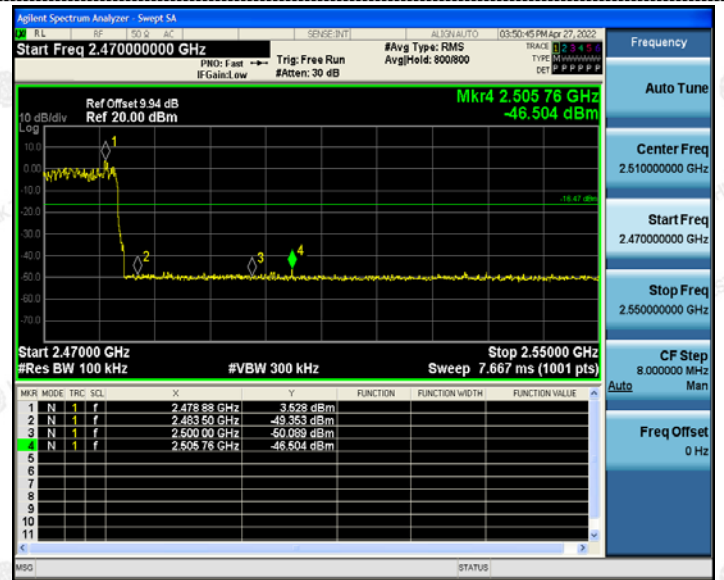 Agilent Spectrum Analyzer - Swept SA
RL RF 50 Ω AC SENSE:INT ALIGNAUTO 03:50:45 PM Apr 27, 2022
Start Freq 2.470000000 GHz
PNO: Fast
IFGain:Low
Trig: Free Run
#Atten: 30 dB
#Avg Type: RMS
Avg|Hold: 800/800
TRACE 1 2 3 4 5 6
TYPE M
DET P P P P P P
Frequency
Mkr4 2.505 76 GHz
-46.504 dBm
Ref Offset 9.94 dB
10 dB/div Ref 20.00 dBm
Log
10.0
0.00
-10.0
-20.0
-30.0
-40.0
-50.0
-60.0
-70.0
1
2
3
4
-16.47 dBm
Start 2.47000 GHz Stop 2.55000 GHz
#Res BW 100 kHz #VBW 300 kHz Sweep 7.667 ms (1001 pts)
MKR MODE TRC SCL X Y FUNCTION FUNCTION WIDTH FUNCTION VALUE
1 N 1 f 2.478 88 GHz 3.528 dBm
2 N 1 f 2.483 50 GHz -49.353 dBm
3 N 1 f 2.500 00 GHz -50.089 dBm
4 N 1 f 2.505 76 GHz -46.504 dBm
5
6
7
8
9
10
11
MSG STATUS
Auto Tune
Center Freq
2.510000000 GHz
Start Freq
2.470000000 GHz
Stop Freq
2.550000000 GHz
CF Step
8.000000 MHz
Auto Man
Freq Offset
0 Hz